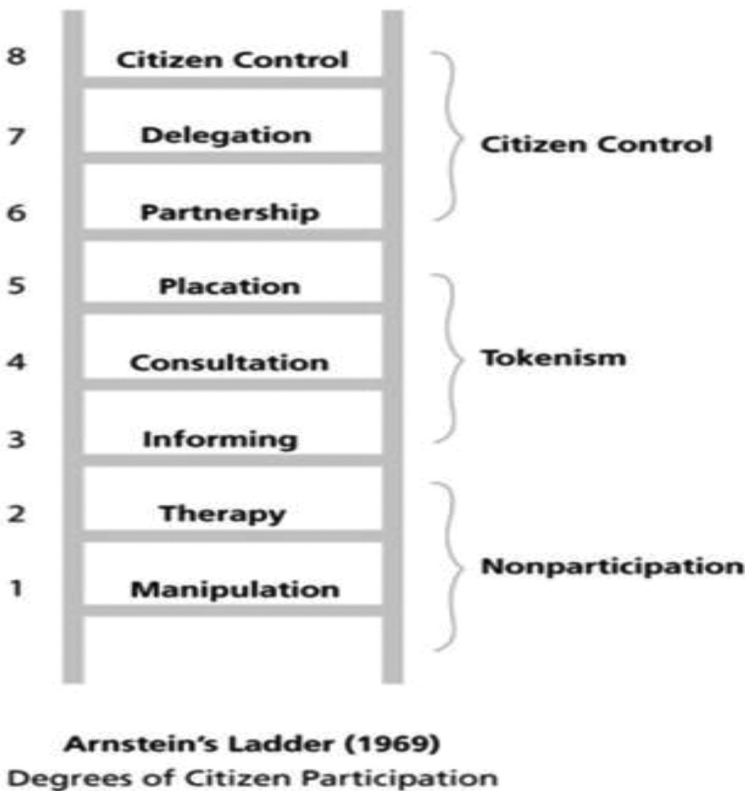 8 Citizen Control
7 Delegation
Citizen Control
6 Partnership
5 Placation
4 Consultation
Tokenism
3 Informing
2 Therapy
Nonparticipation
1 Manipulation
Arnstein's Ladder (1969)
Degrees of Citizen Participation